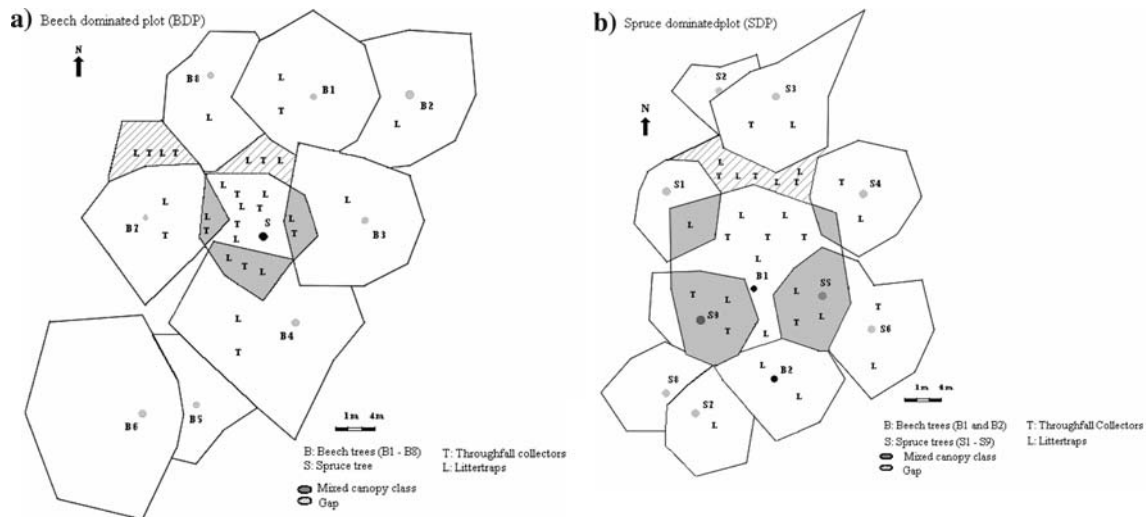 a) Beech dominated plot (BDP)
N
B8
L
B1
L
T
B2
L
L T L T
L T L
B7
L
T
L
T
L
T
L
L
T
T
L
S
L
T
B3
L
L
T
L
B4
L
T
B6
B5
1m 4m
B: Beech trees (B1 - B8)
S: Spruce tree
T: Throughfall collectors
L: Littertraps
Mixed canopy class
Gap
b) Spruce dominatedplot (SDP)
N
S2
S3
T
L
L
T L T L T
S1
S4
T
L
L
L
L
T
T
T
L
B1
T
L
S9
T
L
S5
T
L
L
T
S6
L
L
B2
L
S8
S7
L
1m 4m
B: Beech trees (B1 and B2)
S: Spruce trees (S1 - S9)
T: Throughfall Collectors
L: Littertraps
Mixed canopy class
Gap